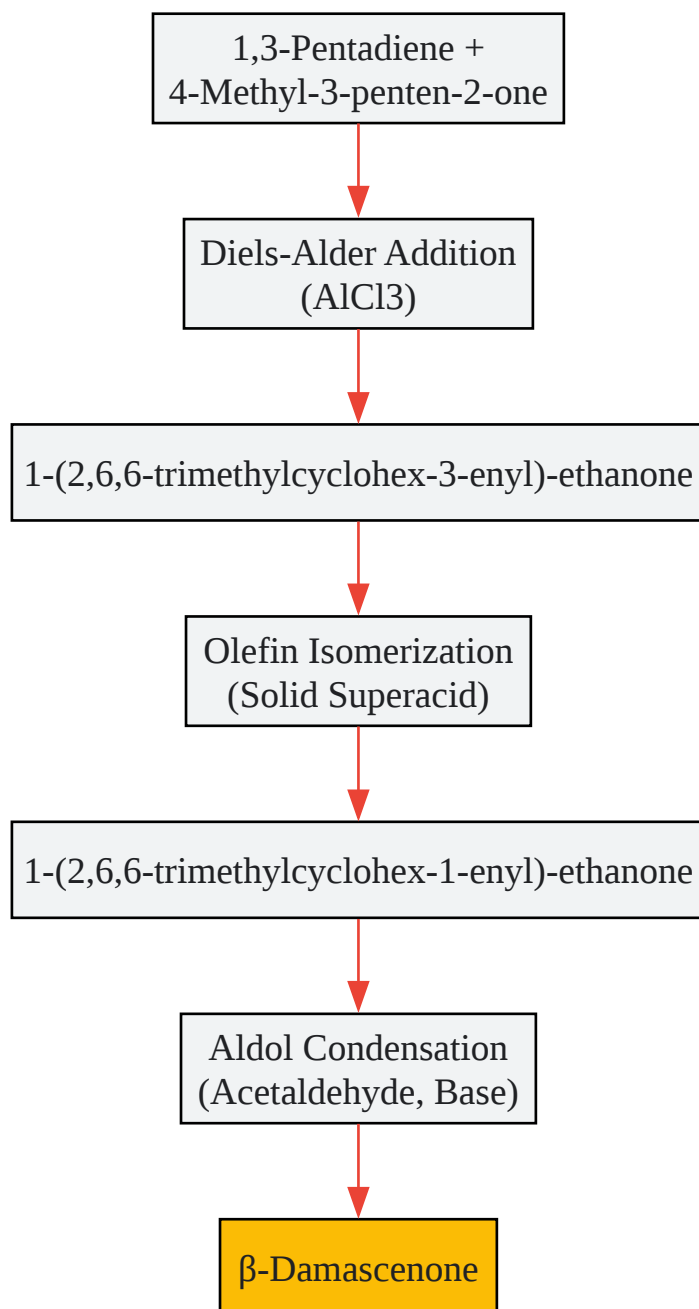 1,3-Pentadiene +
4-Methyl-3-penten-2-one
Diels-Alder Addition
(AlCl3)
1-(2,6,6-trimethylcyclohex-3-enyl)-ethanone
Olefin Isomerization
(Solid Superacid)
1-(2,6,6-trimethylcyclohex-1-enyl)-ethanone
Aldol Condensation
(Acetaldehyde, Base)
β-Damascenone